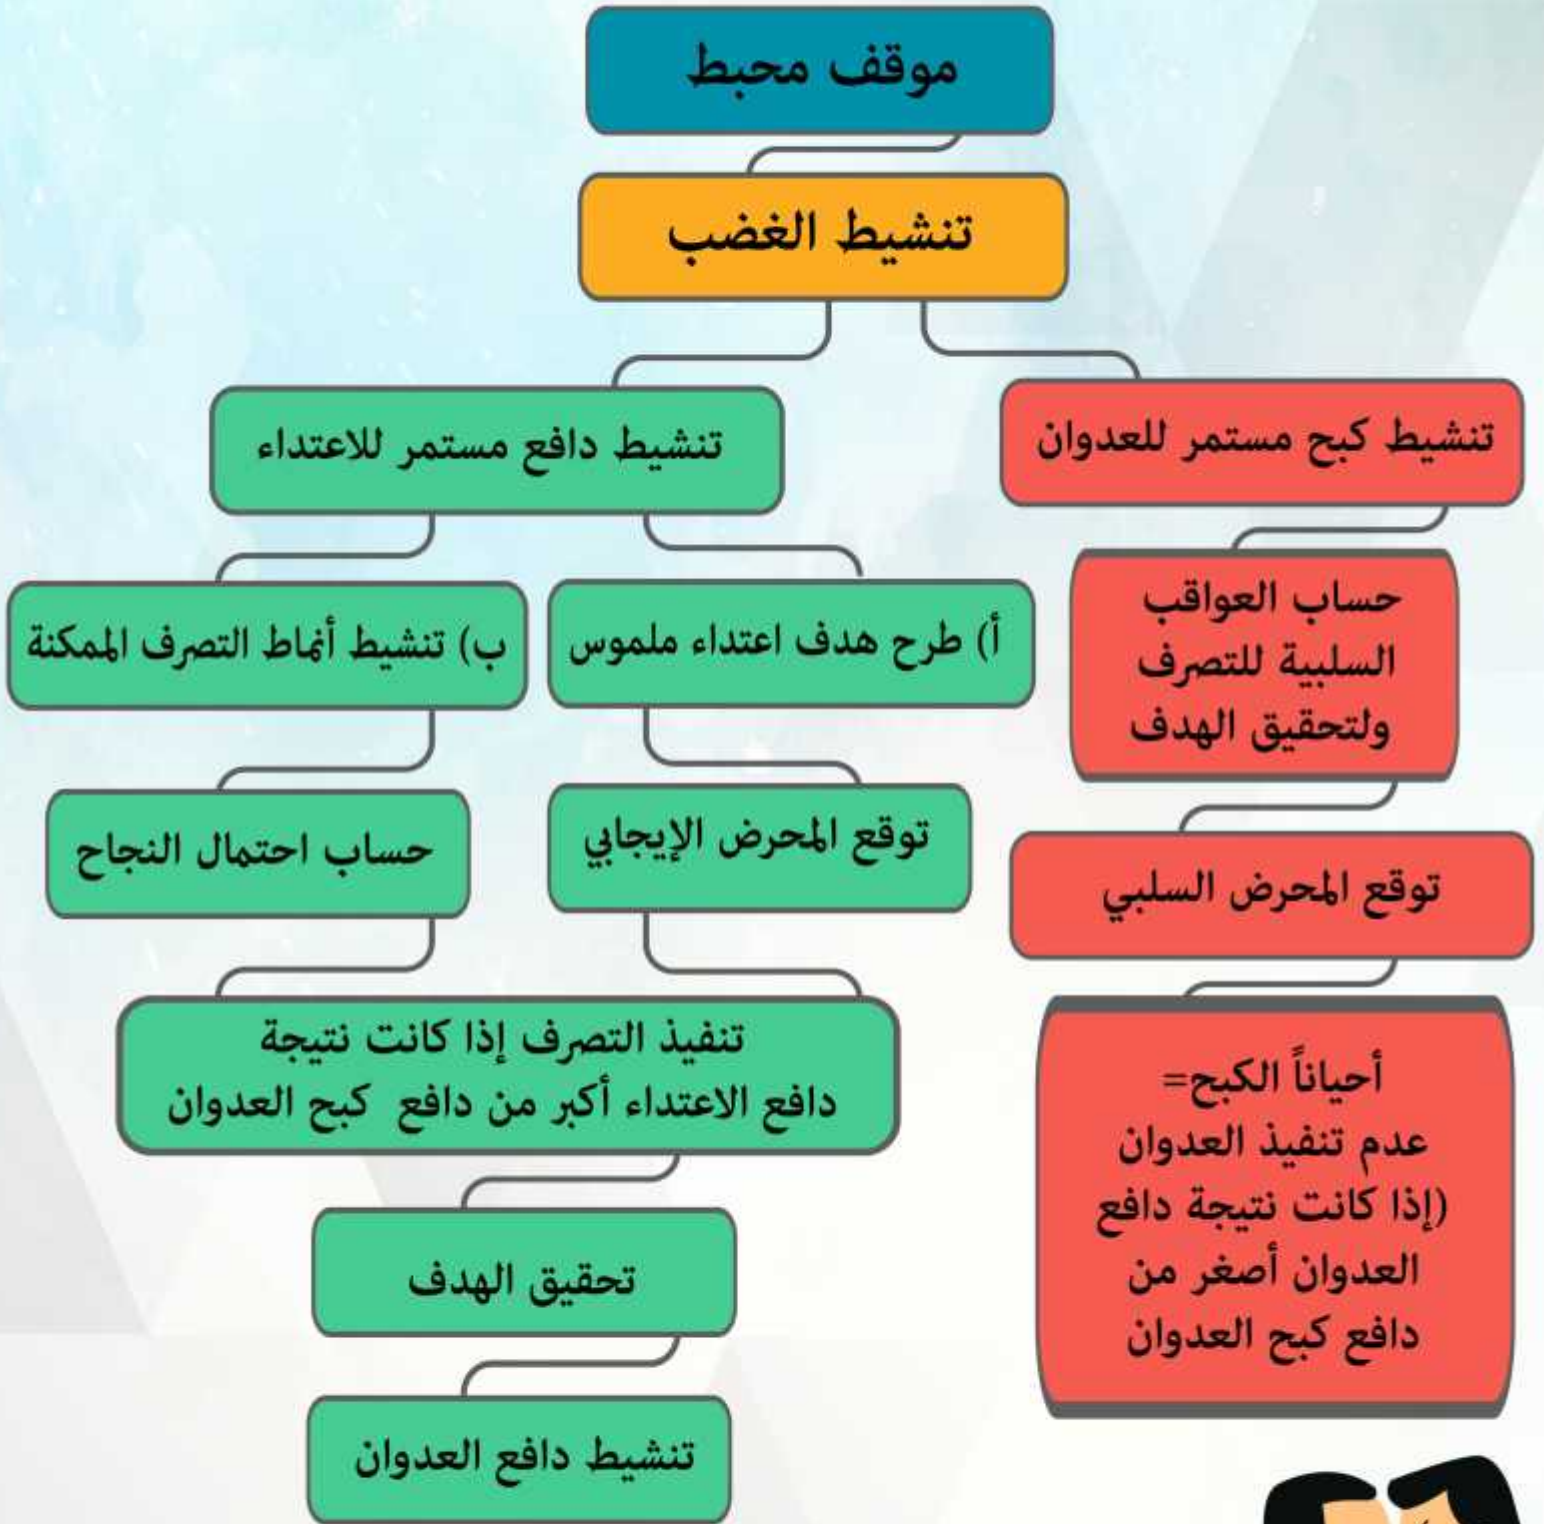 موقف محبط
تنشيط الغضب
تنشيط كبح مستمر للعدوان
تنشيط دافع مستمر للاعتداء
حساب العواقب
السلبية للتصرف
ولتحقيق الهدف
أ) طرح هدف اعتداء ملموس
ب) تنشيط أنماط التصرف الممكنة
توقع المحرض السلبي
توقع المحرض الإيجابي
حساب احتمال النجاح
أحياناً الكبح=
عدم تنفيذ العدوان
(إذا كانت نتيجة دافع
العدوان أصغر من
دافع كبح العدوان
تنفيذ التصرف إذا كانت نتيجة
دافع الاعتداء أكبر من دافع كبح العدوان
تحقيق الهدف
تنشيط دافع العدوان